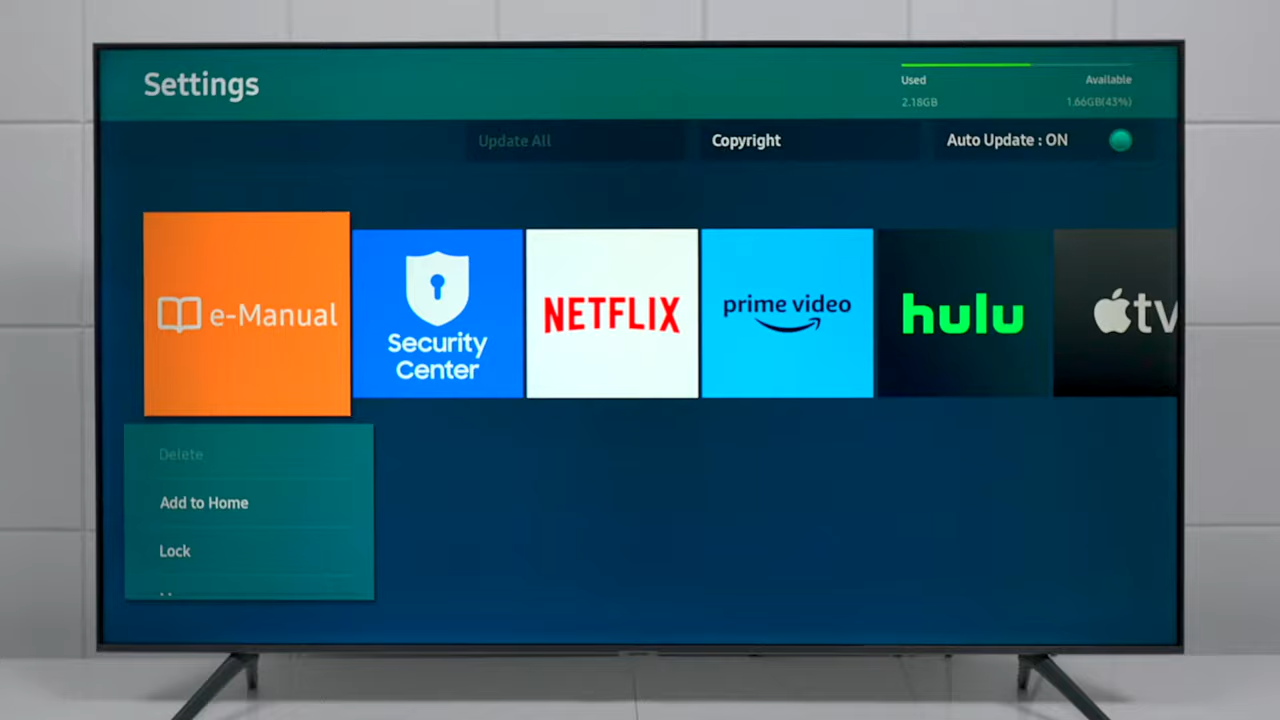 Settings
Used
Available
2.18GB
1.66GB(43%)
Update All
Copyright
Auto Update : ON
e-Manual
Security
Center
NETFLIX
prime video
hulu
tv
Delete
Add to Home
Lock